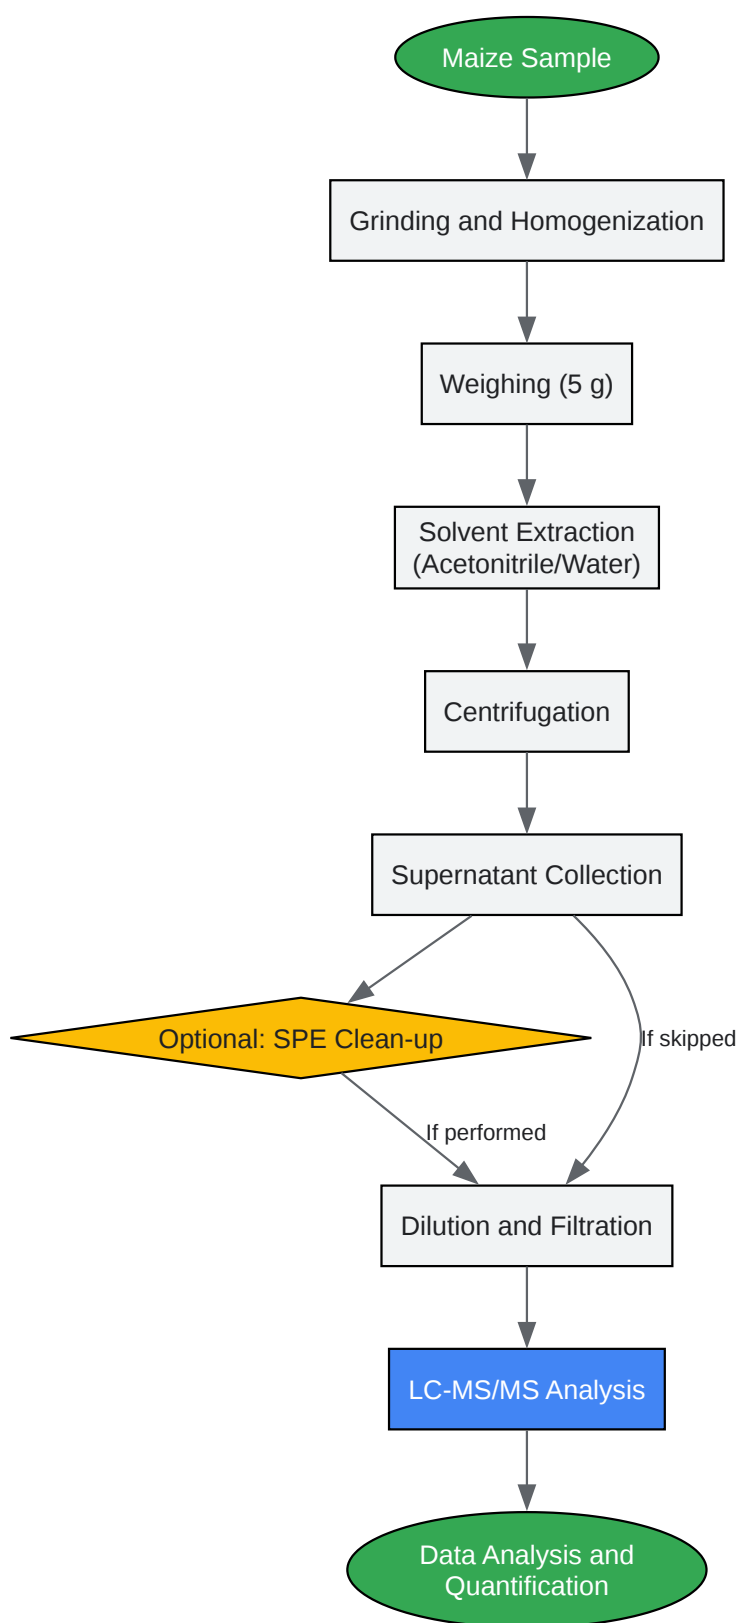 Maize Sample
Grinding and Homogenization
Weighing (5 g)
Solvent Extraction
(Acetonitrile/Water)
Centrifugation
Supernatant Collection
Optional: SPE Clean-up
If skipped
If performed
Dilution and Filtration
LC-MS/MS Analysis
Data Analysis and
Quantification